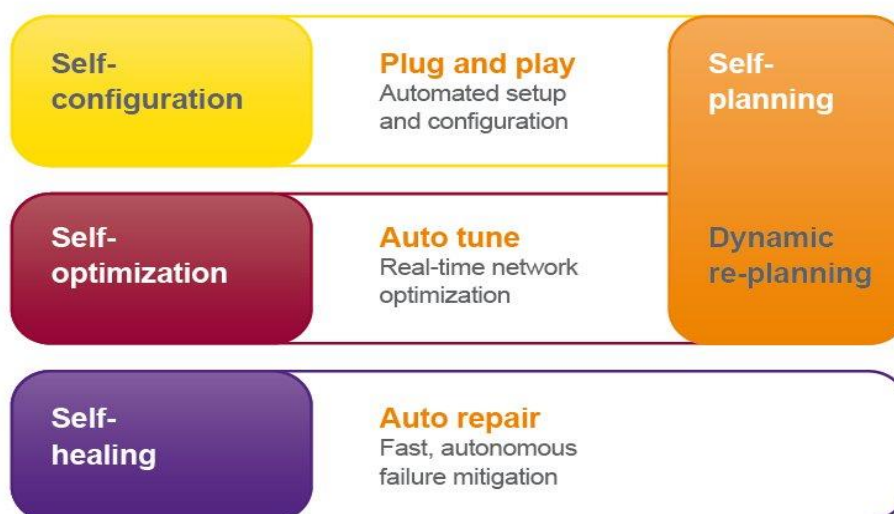 Self-
configuration
Plug and play
Automated setup
and configuration
Self-
planning
Self-
optimization
Auto tune
Real-time network
optimization
Dynamic
re-planning
Self-
healing
Auto repair
Fast, autonomous
failure mitigation